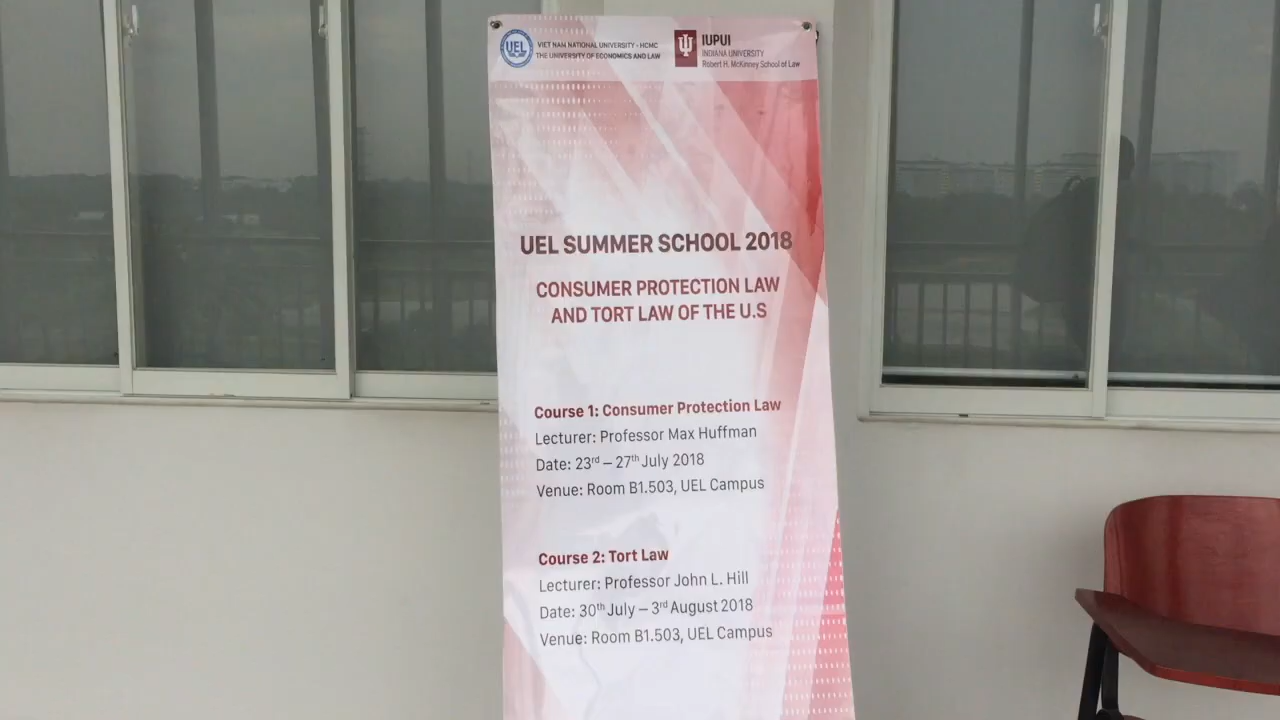 UEL
VIET NAM NATIONAL UNIVERSITY - HCMC
THE UNIVERSITY OF ECONOMICS AND LAW
IUPUI
INDIANA UNIVERSITY
Robert H. McKinney School of Law
UEL SUMMER SCHOOL 2018
CONSUMER PROTECTION LAW
AND TORT LAW OF THE U.S
Course 1: Consumer Protection Law
Lecturer: Professor Max Huffman
Date: 23rd – 27th July 2018
Venue: Room B1.503, UEL Campus
Course 2: Tort Law
Lecturer: Professor John L. Hill
Date: 30th July – 3rd August 2018
Venue: Room B1.503, UEL Campus